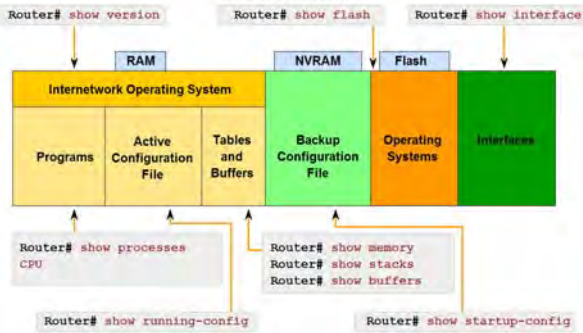 Router# show version
Router# show flash
Router# show interface
RAM
NVRAM
Flash
Internetwork Operating System
Programs
Active
Configuration
File
Tables
and
Buffers
Backup
Configuration
File
Operating
Systems
Interfaces
Router# show processes
CPU
Router# show memory
Router# show stacks
Router# show buffers
Router# show running-config
Router# show startup-config